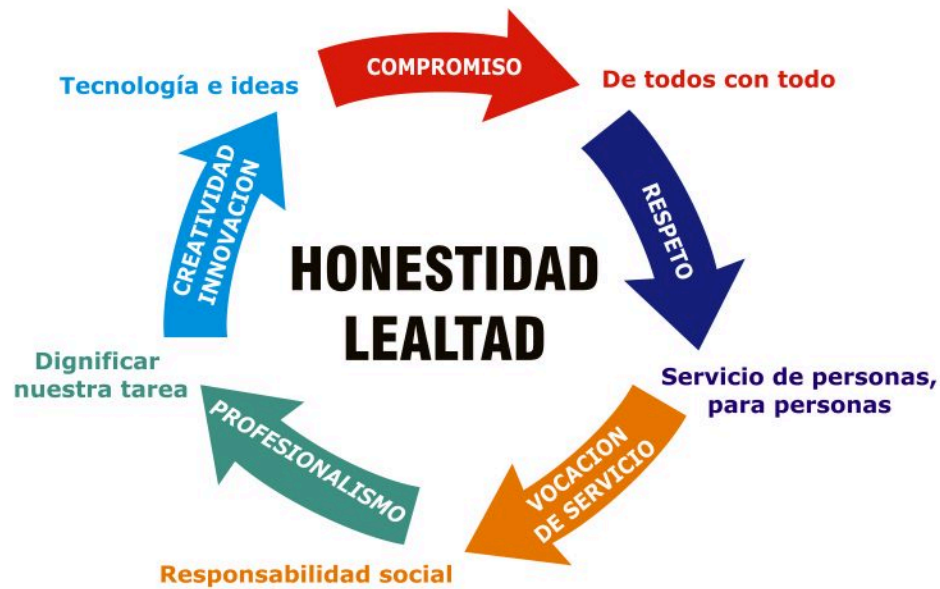 COMPROMISO
De todos con todo
RESPETO
Servicio de personas,
para personas
VOCACION
DE SERVICIO
Responsabilidad social
PROFESIONALISMO
Dignificar
nuestra tarea
CREATIVIDAD
INNOVACION
Tecnología e ideas
HONESTIDAD
LEALTAD